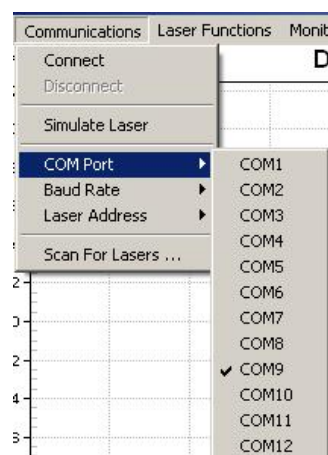 Communications Laser Functions Monit
D
Connect
Disconnect
Simulate Laser
COM Port
Baud Rate
Laser Address
Scan For Lasers ...
COM1
COM2
COM3
COM4
COM5
COM6
COM7
COM8
COM9
COM10
COM11
COM12
2
2
4